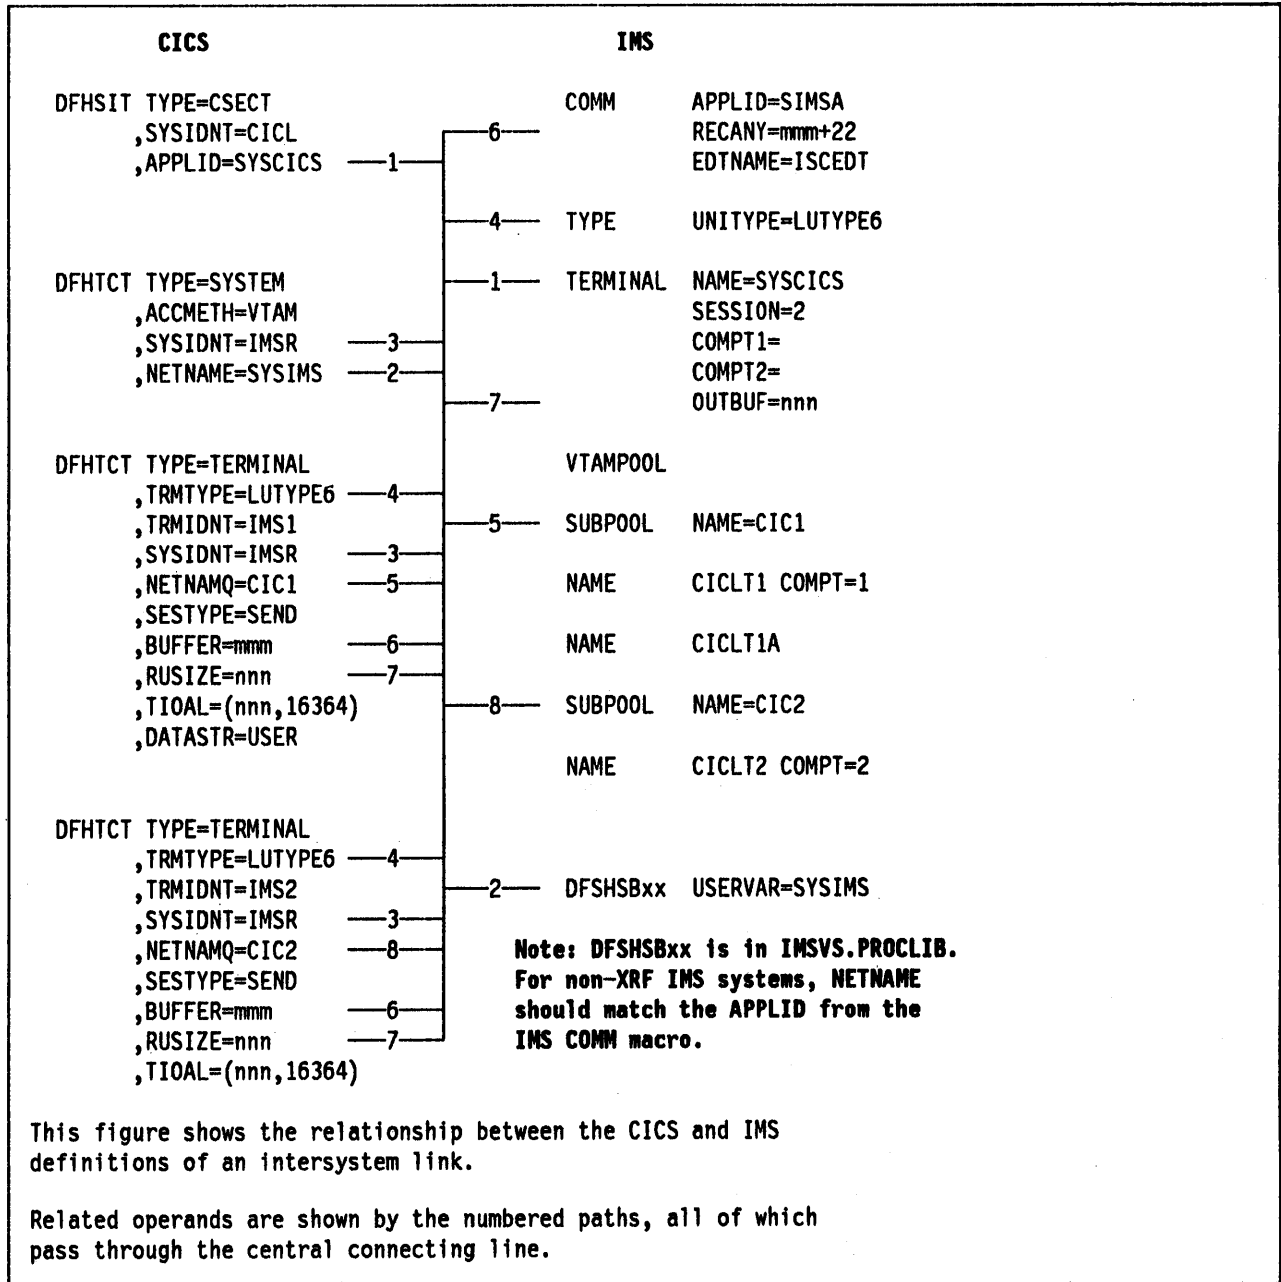 CICS IMS
DFHSIT TYPE=CSECT COMM APPLID=SIMSA
,SYSIDNT=CICL 6 RECANY=mmm+22
,APPLID=SYSCICS 1 EDTNAME=ISCEDT
4 TYPE UNITYPE=LUTYPE6
DFHTCT TYPE=SYSTEM 1 TERMINAL NAME=SYSCICS
,ACCMETH=VTAM SESSION=2
,SYSIDNT=IMSR 3 COMPT1=
,NETNAME=SYSIMS 2 COMPT2=
7 OUTBUF=nnn
DFHTCT TYPE=TERMINAL VTAMPOOL
,TRMTYPE=LUTYPE6 4
,TRMIDNT=IMS1 5 SUBPOOL NAME=CIC1
,SYSIDNT=IMSR 3
,NETNAMQ=CIC1 5 NAME CICLT1 COMPT=1
,SESTYPE=SEND
,BUFFER=mmm 6 NAME CICLT1A
,RUSIZE=nnn 7
,TIOAL=(nnn,16364) 8 SUBPOOL NAME=CIC2
,DATASTR=USER
NAME CICLT2 COMPT=2
DFHTCT TYPE=TERMINAL
,TRMTYPE=LUTYPE6 4
,TRMIDNT=IMS2 2 DFSHSBxx USERVAR=SYSIMS
,SYSIDNT=IMSR 3
,NETNAMQ=CIC2 8 Note: DFSHSBxx is in IMSVS.PROCLIB.
,SESTYPE=SEND For non-XRF IMS systems, NETNAME
,BUFFER=mmm 6 should match the APPLID from the
,RUSIZE=nnn 7 IMS COMM macro.
,TIOAL=(nnn,16364)
This figure shows the relationship between the CICS and IMS
definitions of an intersystem link.
Related operands are shown by the numbered paths, all of which
pass through the central connecting line.